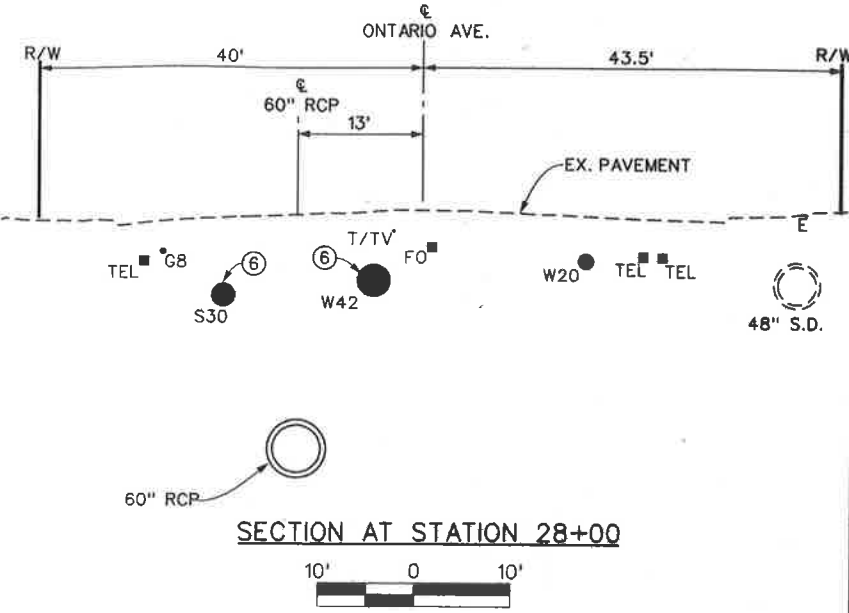 ℄
ONTARIO AVE.
R/W
40'
43.5'
R/W
℄
60" RCP
13'
EX. PAVEMENT
E
T/TV
FO
TEL
G8
6
6
W20
TEL
TEL
S30
W42
48" S.D.
60" RCP
SECTION AT STATION 28+00
10' 0 10'